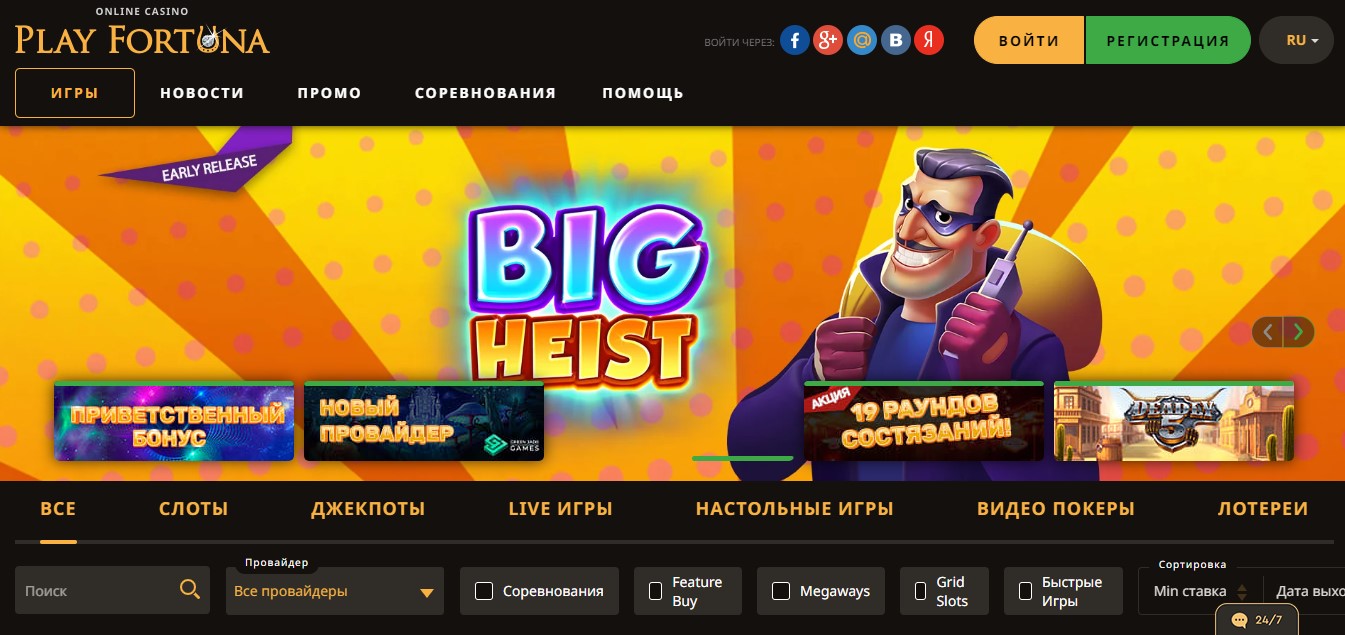 ONLINE CASINO
PLAY FORTUNA
ВОЙТИ ЧЕРЕЗ:
ВОЙТИ
РЕГИСТРАЦИЯ
RU
ИГРЫ
НОВОСТИ
ПРОМО
СОРЕВНОВАНИЯ
ПОМОЩЬ
EARLY RELEASE
BIG
HEIST
ПРИВЕТСТВЕННЫЙ
БОНУС
НОВЫЙ
ПРОВАЙДЕР
GREEN JADE
GAMES
АКЦИЯ
19 РАУНДОВ
СОСТЯЗАНИЙ!
5
ВСЕ
СЛОТЫ
ДЖЕКПОТЫ
LIVE ИГРЫ
НАСТОЛЬНЫЕ ИГРЫ
ВИДЕО ПОКЕРЫ
ЛОТЕРЕИ
Поиск
Провайдер
Все провайдеры
Соревнования
Feature
Buy
Megaways
Grid
Slots
Быстрые
Игры
Сортировка
Min ставка
Дата выхо
24/7